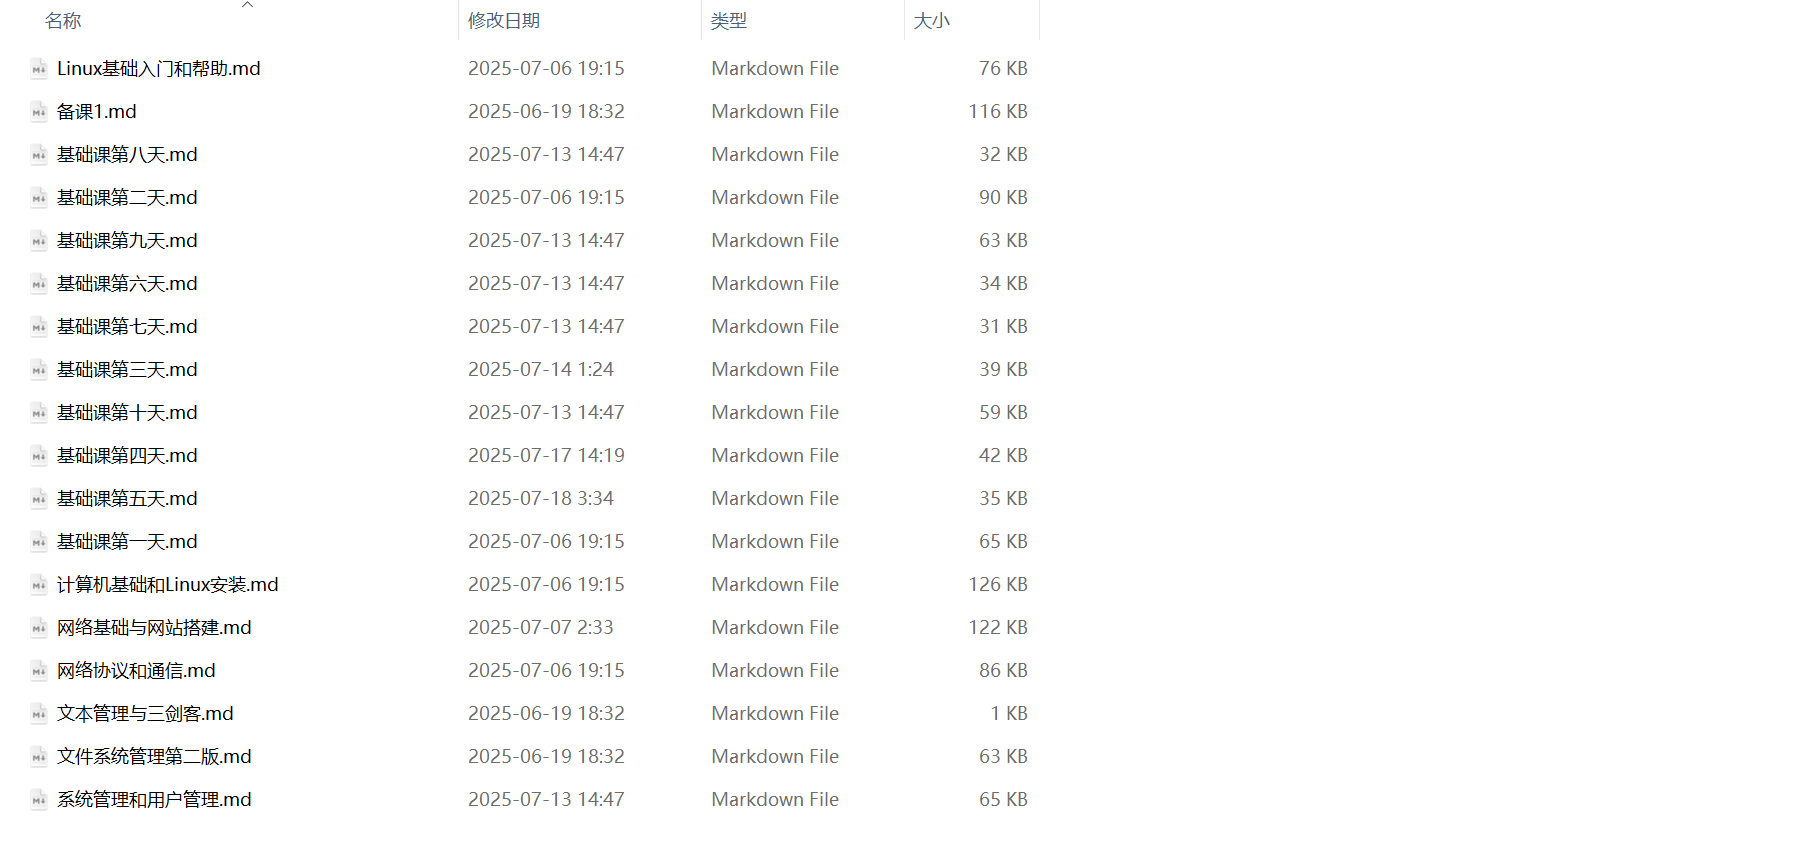 名称 修改日期 类型 大小
Linux基础入门和帮助.md 2025-07-06 19:15 Markdown File 76 KB
备课1.md 2025-06-19 18:32 Markdown File 116 KB
基础课第八天.md 2025-07-13 14:47 Markdown File 32 KB
基础课第二天.md 2025-07-06 19:15 Markdown File 90 KB
基础课第九天.md 2025-07-13 14:47 Markdown File 63 KB
基础课第六天.md 2025-07-13 14:47 Markdown File 34 KB
基础课第七天.md 2025-07-13 14:47 Markdown File 31 KB
基础课第三天.md 2025-07-14 1:24 Markdown File 39 KB
基础课第十天.md 2025-07-13 14:47 Markdown File 59 KB
基础课第四天.md 2025-07-17 14:19 Markdown File 42 KB
基础课第五天.md 2025-07-18 3:34 Markdown File 35 KB
基础课第一天.md 2025-07-06 19:15 Markdown File 65 KB
计算机基础和Linux安装.md 2025-07-06 19:15 Markdown File 126 KB
网络基础与网站搭建.md 2025-07-07 2:33 Markdown File 122 KB
网络协议和通信.md 2025-07-06 19:15 Markdown File 86 KB
文本管理与三剑客.md 2025-06-19 18:32 Markdown File 1 KB
文件系统管理第二版.md 2025-06-19 18:32 Markdown File 63 KB
系统管理和用户管理.md 2025-07-13 14:47 Markdown File 65 KB